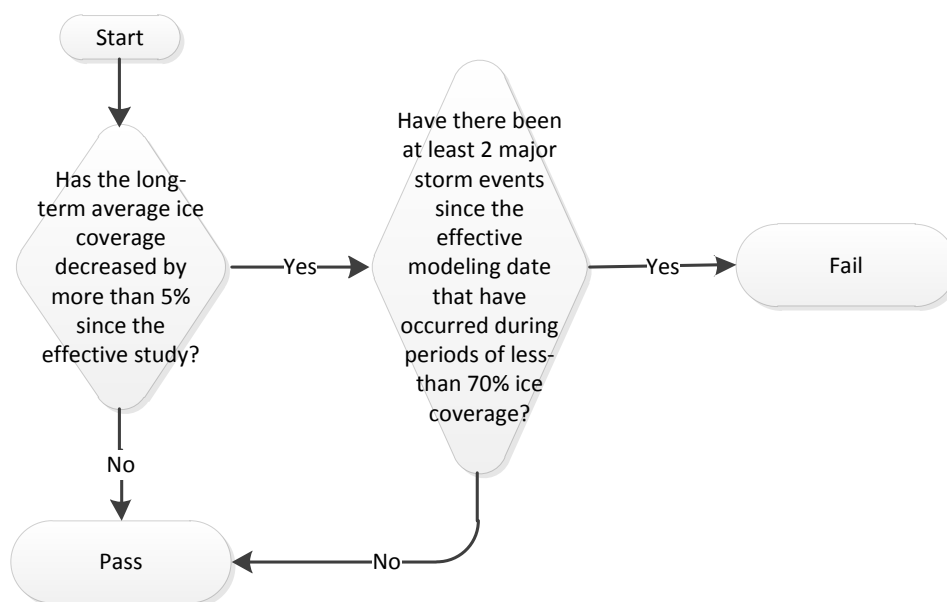 Start
Has the long-
term average ice
coverage
decreased by
more than 5%
since the
effective study?
Yes
Have there been
at least 2 major
storm events
since the
effective
modeling date
that have
occurred during
periods of less-
than 70% ice
coverage?
Yes
Fail
No
No
Pass